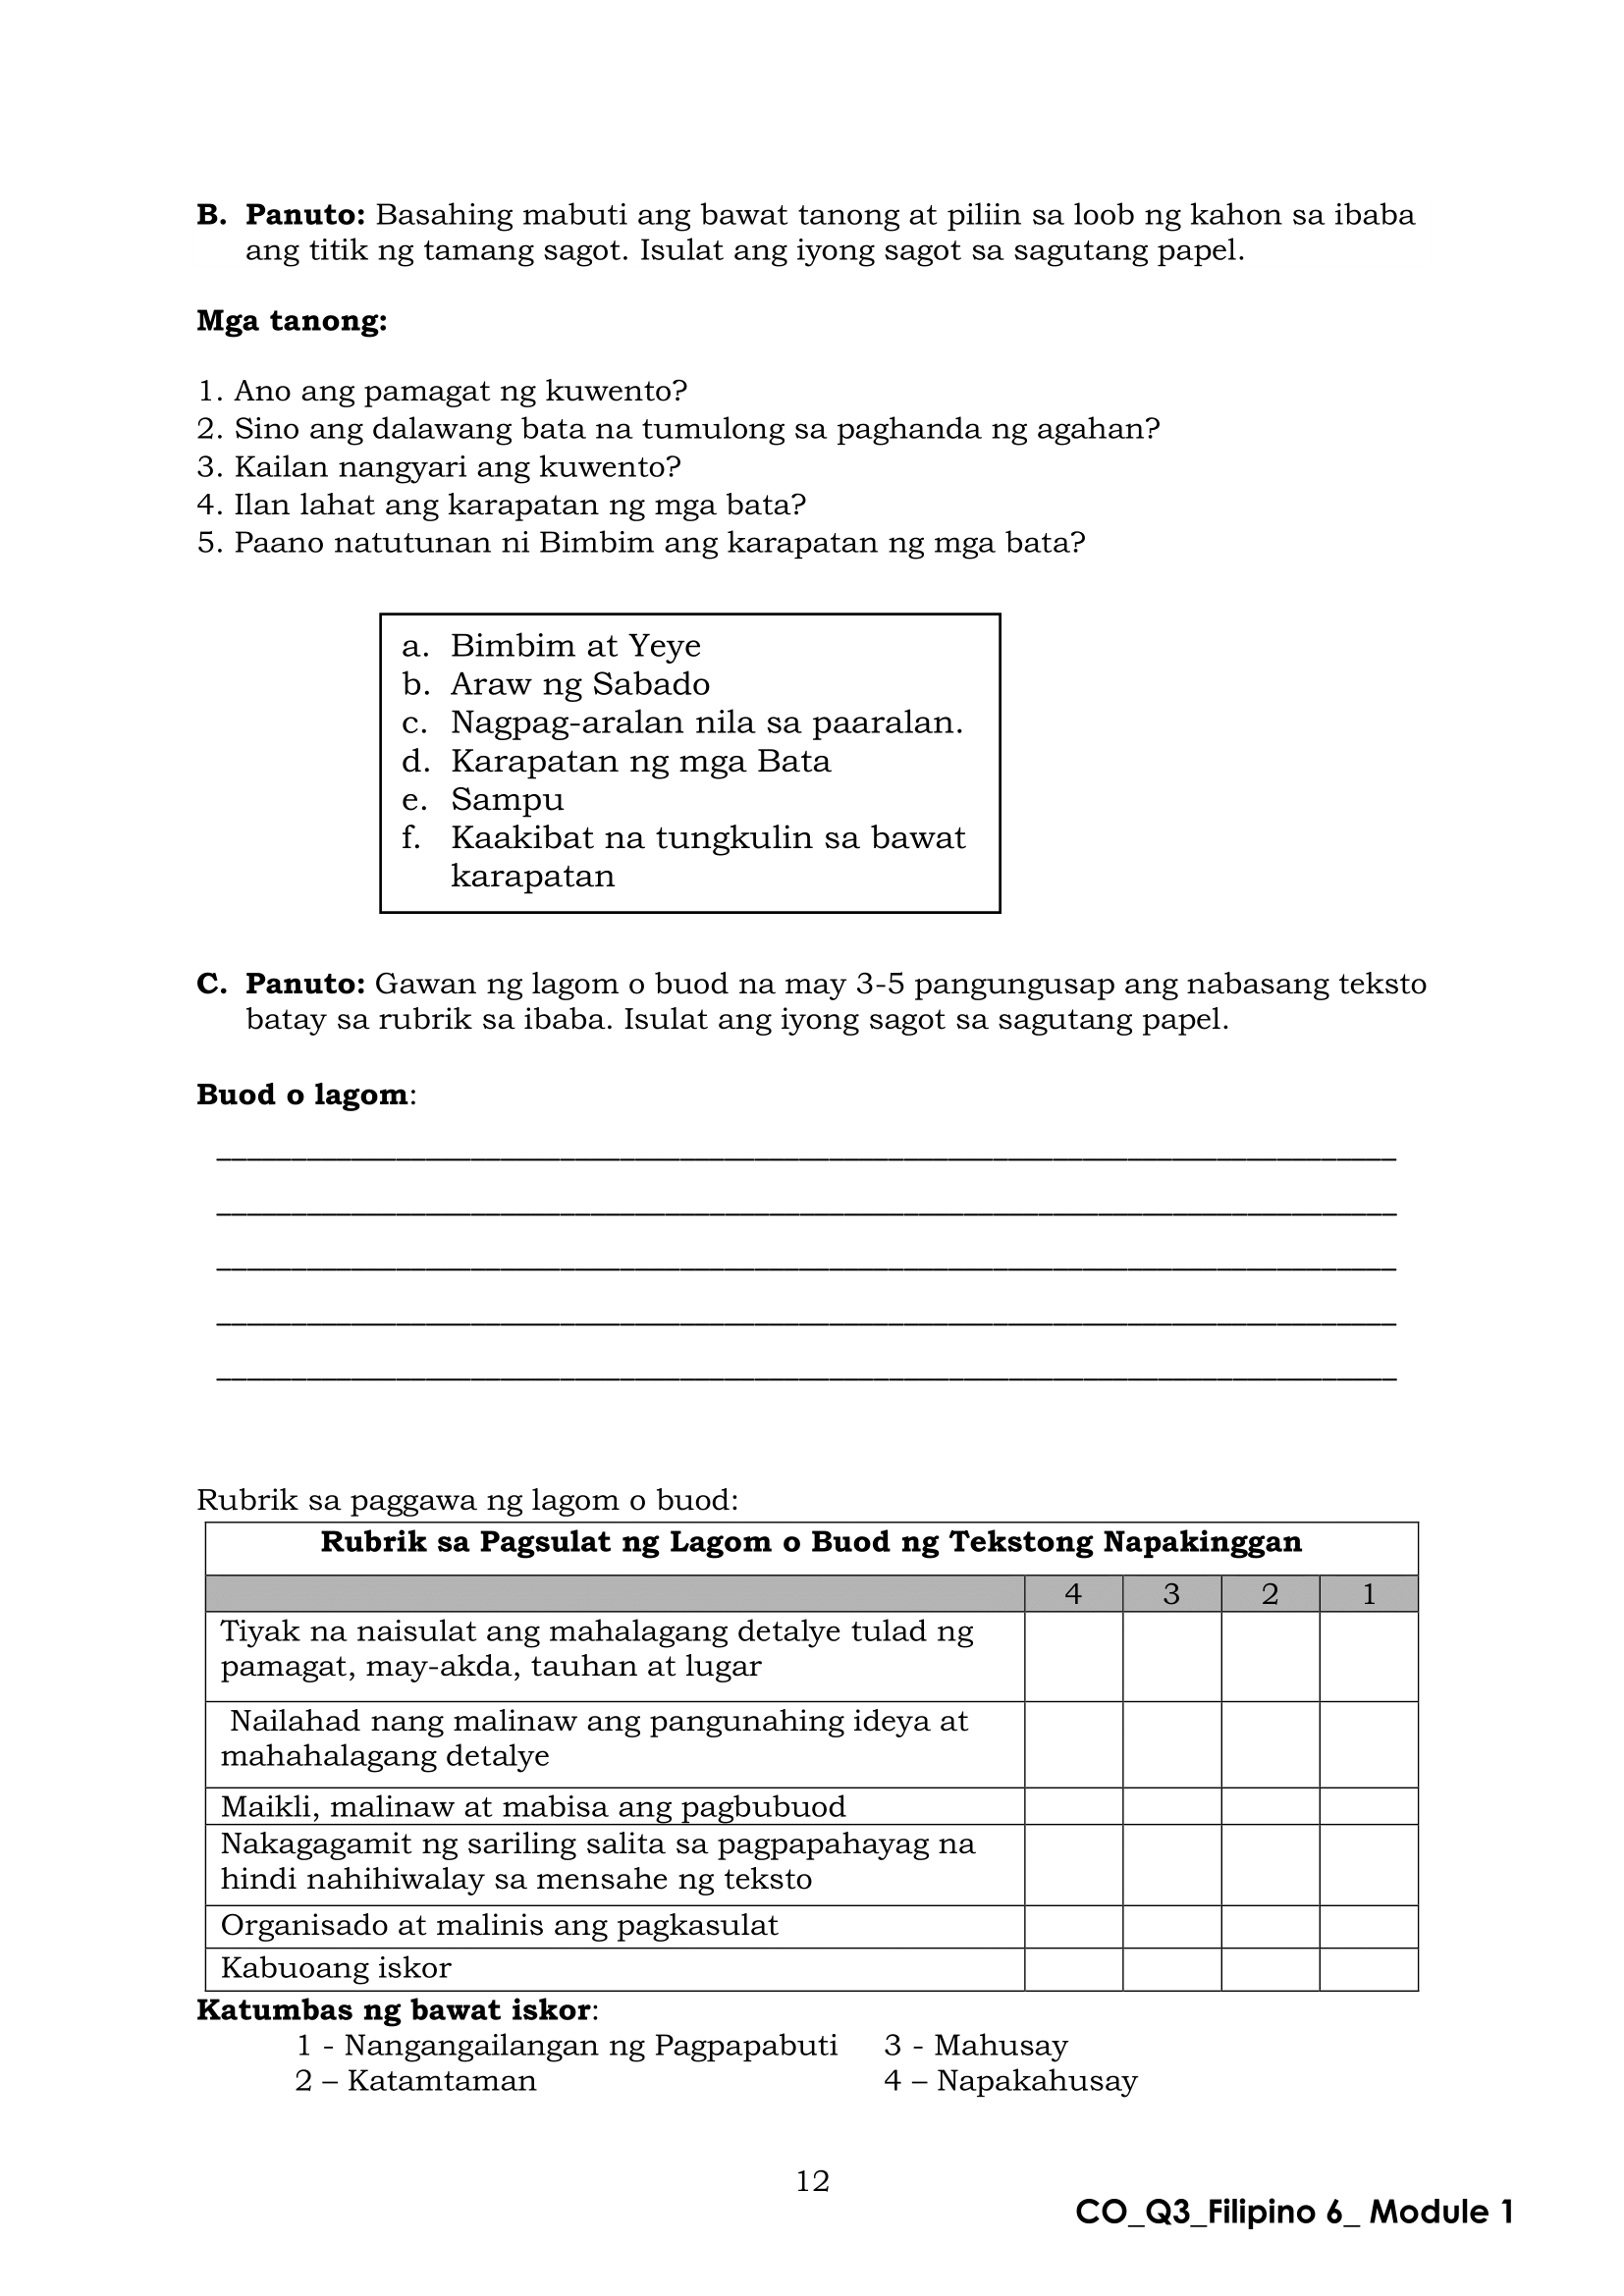 B. Panuto: Basahing mabuti ang bawat tanong at piliin sa loob ng kahon sa ibaba
ang titik ng tamang sagot. Isulat ang iyong sagot sa sagutang papel.
Mga tanong:
1. Ano ang pamagat ng kuwento?
2. Sino ang dalawang bata na tumulong sa paghanda ng agahan?
3. Kailan nangyari ang kuwento?
4. Ilan lahat ang karapatan ng mga bata?
5. Paano natutunan ni Bimbim ang karapatan ng mga bata?
a. Bimbim at Yeye
b. Araw ng Sabado
c. Nagpag-aralan nila sa paaralan.
d. Karapatan ng mga Bata
e. Sampu
f. Kaakibat na tungkulin sa bawat
karapatan
C. Panuto: Gawan ng lagom o buod na may 3-5 pangungusap ang nabasang teksto
batay sa rubrik sa ibaba. Isulat ang iyong sagot sa sagutang papel.
Buod o lagom:
Rubrik sa paggawa ng lagom o buod:
Rubrik sa Pagsulat ng Lagom o Buod ng Tekstong Napakinggan
4 3 2 1
Tiyak na naisulat ang mahalagang detalye tulad ng
pamagat, may-akda, tauhan at lugar
Nailahad nang malinaw ang pangunahing ideya at
mahahalagang detalye
Maikli, malinaw at mabisa ang pagbubuod
Nakagagamit ng sariling salita sa pagpapahayag na
hindi nahihiwalay sa mensahe ng teksto
Organisado at malinis ang pagkasulat
Kabuoang iskor
Katumbas ng bawat iskor:
1 - Nangangailangan ng Pagpapabuti 3 - Mahusay
2 – Katamtaman 4 – Napakahusay
12
CO_Q3_Filipino 6_ Module 1